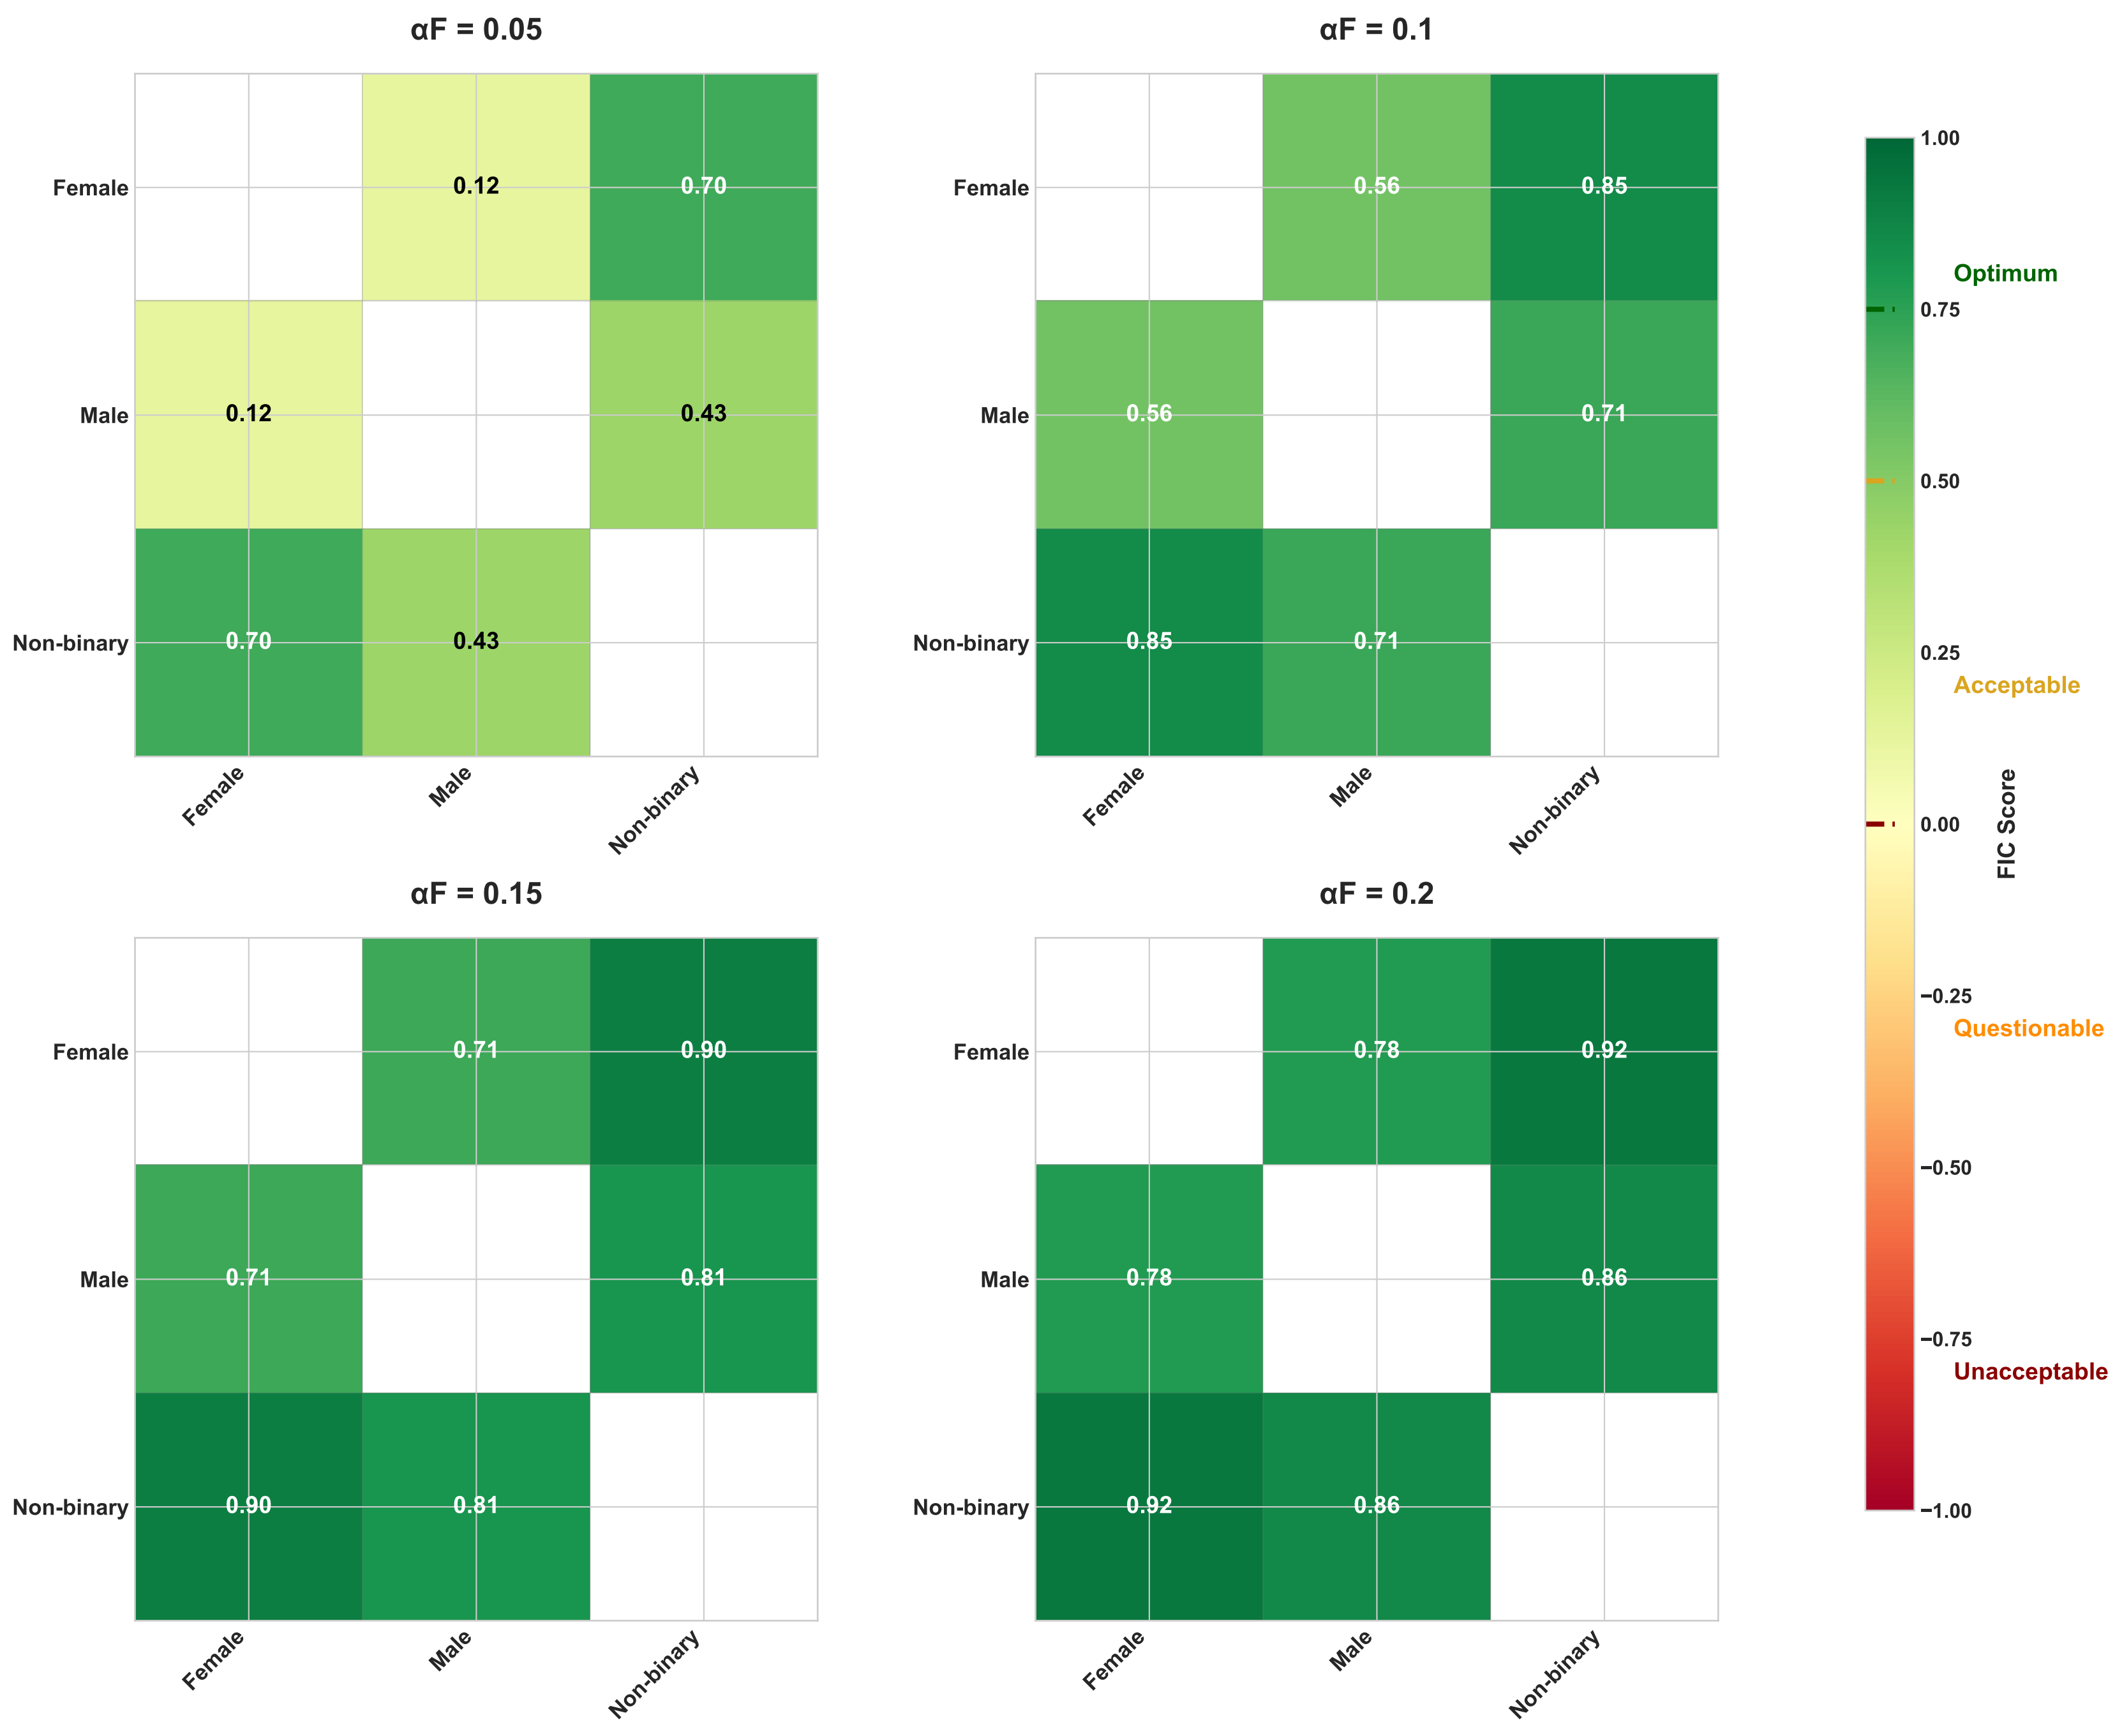 αF = 0.05
Female
0.12
0.70
Male
0.12
0.43
Non-binary
0.70
0.43
Female
Male
Non-binary
αF = 0.1
Female
0.56
0.85
Male
0.56
0.71
Non-binary
0.85
0.71
Female
Male
Non-binary
αF = 0.15
Female
0.71
0.90
Male
0.71
0.81
Non-binary
0.90
0.81
Female
Male
Non-binary
αF = 0.2
Female
0.78
0.92
Male
0.78
0.86
Non-binary
0.92
0.86
Female
Male
Non-binary
1.00
Optimum
0.75
0.50
0.25
Acceptable
0.00
FIC Score
−0.25
Questionable
−0.50
−0.75
Unacceptable
−1.00